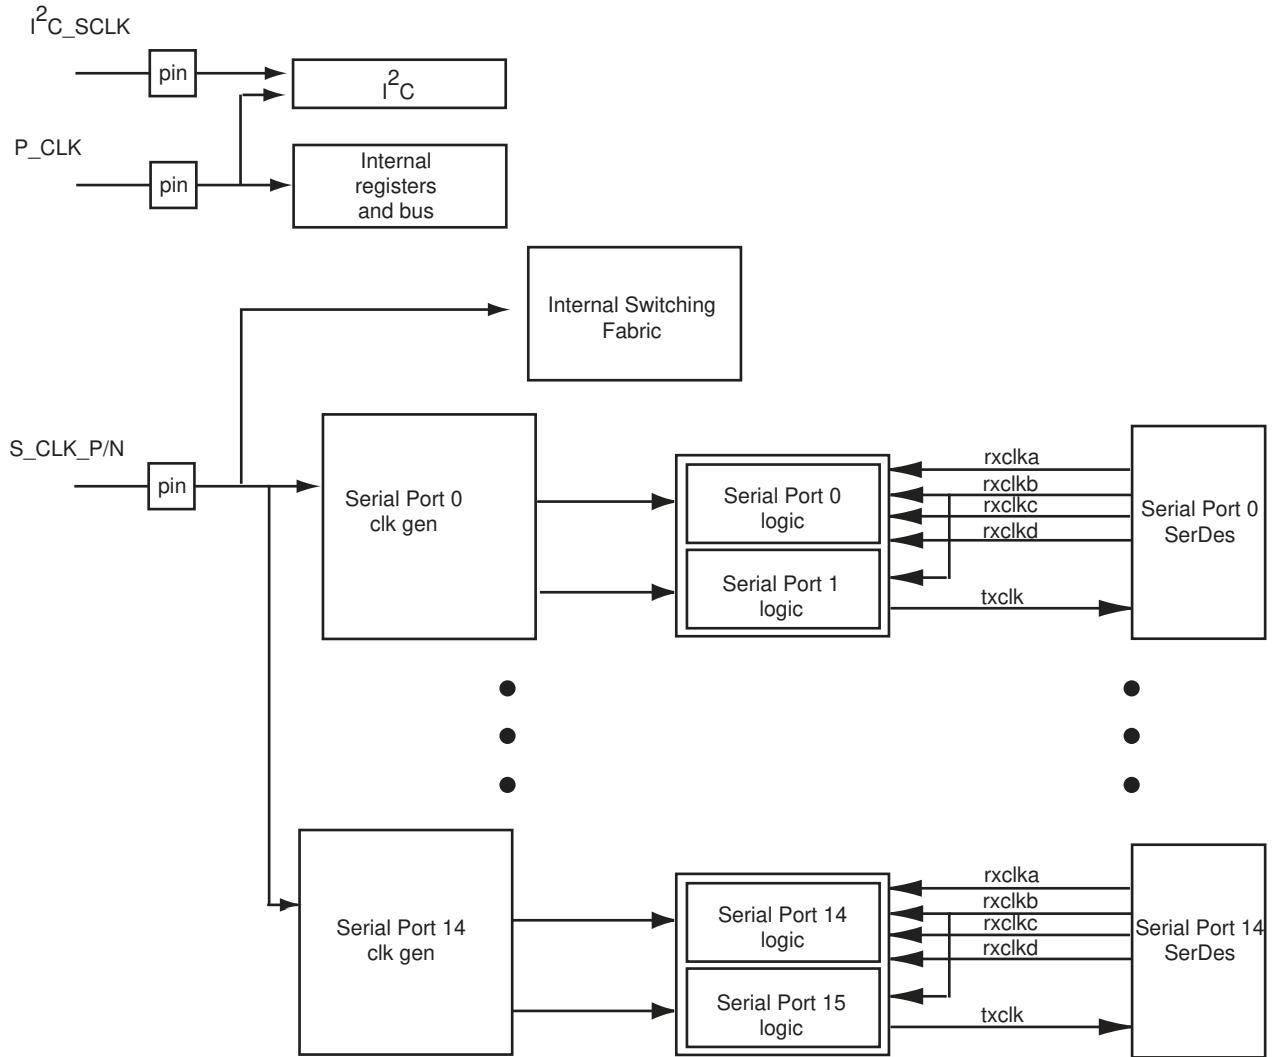 I²C_SCLK
pin
I²C
P_CLK
pin
Internal
registers
and bus
Internal Switching
Fabric
S_CLK_P/N
pin
Serial Port 0
clk gen
Serial Port 0
logic
Serial Port 1
logic
rxclka
rxclkb
rxclkc
rxclkd
txclk
Serial Port 0
SerDes
Serial Port 14
clk gen
Serial Port 14
logic
Serial Port 15
logic
rxclka
rxclkb
rxclkc
rxclkd
txclk
Serial Port 14
SerDes